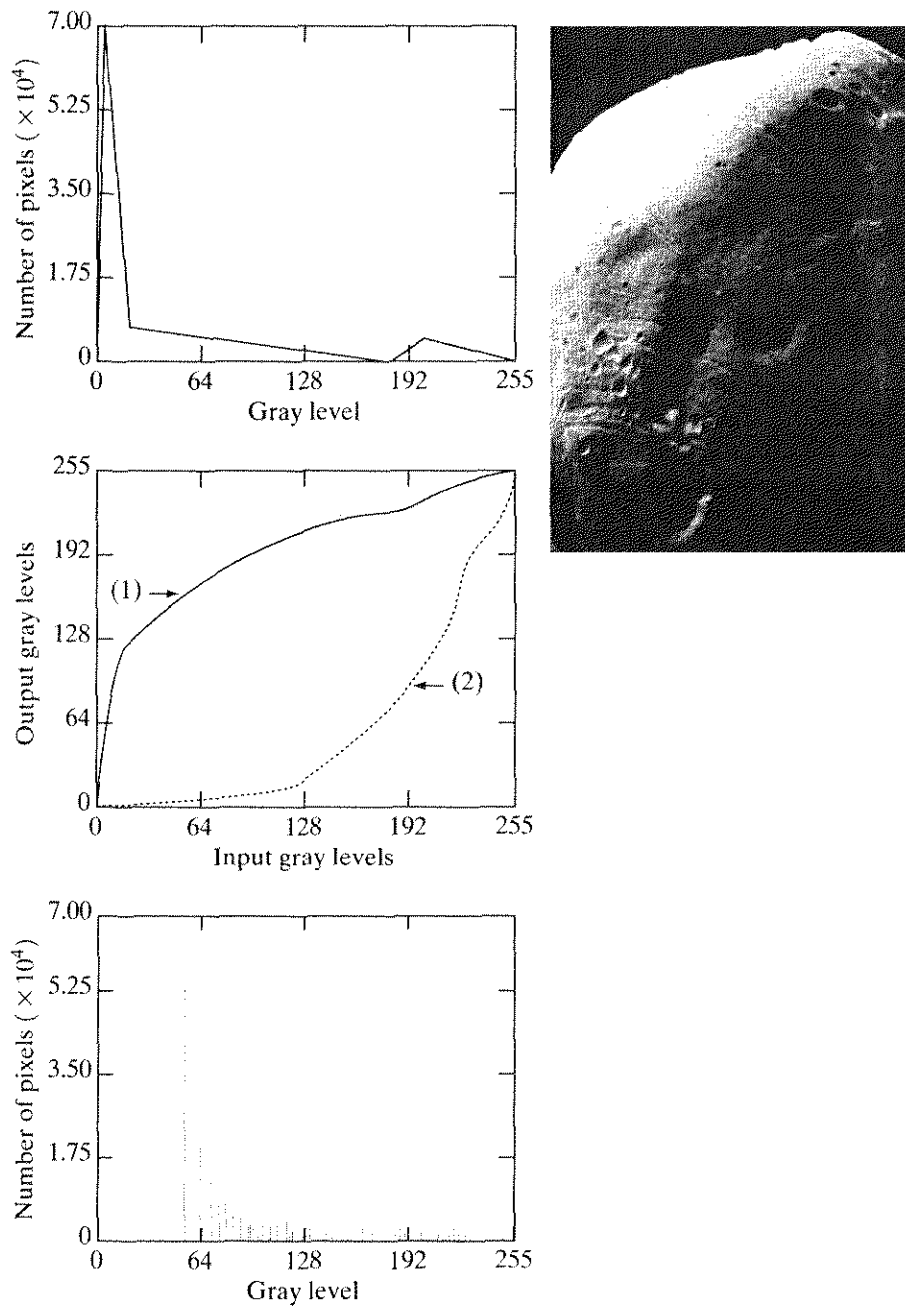 7.00
5.25
3.50
1.75
0
Number of pixels ( × 10⁴)
0 64 128 192 255
Gray level
255
192
128
64
0
Output gray levels
(1)
(2)
0 64 128 192 255
Input gray levels
7.00
5.25
3.50
1.75
0
Number of pixels ( × 10⁴)
0 64 128 192 255
Gray level